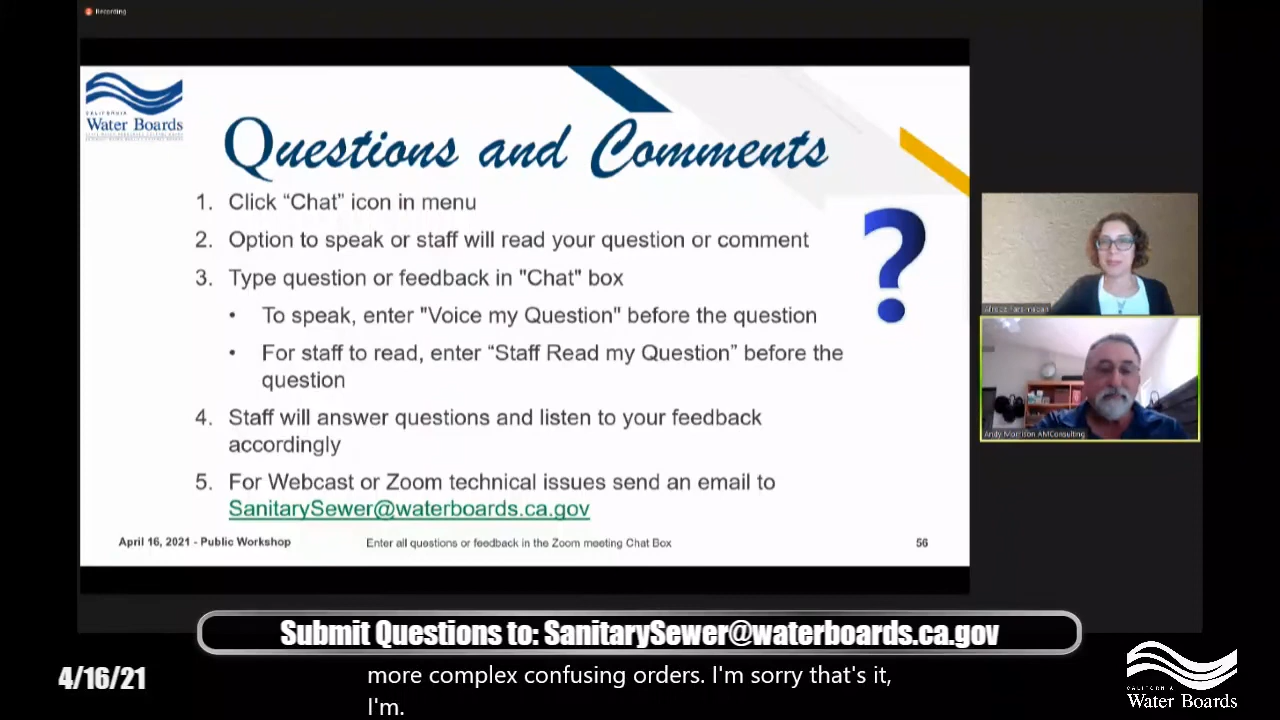 Recording
CALIFORNIA
Water Boards
Questions and Comments
1. Click “Chat” icon in menu
2. Option to speak or staff will read your question or comment
3. Type question or feedback in "Chat" box
• To speak, enter "Voice my Question" before the question
• For staff to read, enter “Staff Read my Question” before the
question
4. Staff will answer questions and listen to your feedback
accordingly
5. For Webcast or Zoom technical issues send an email to
SanitarySewer@waterboards.ca.gov
April 16, 2021 - Public Workshop
Enter all questions or feedback in the Zoom meeting Chat Box
56
?
Andy Morrison AMConsulting
Submit Questions to: SanitarySewer@waterboards.ca.gov
4/16/21
more complex confusing orders. I'm sorry that's it,
I'm.
CALIFORNIA
Water Boards